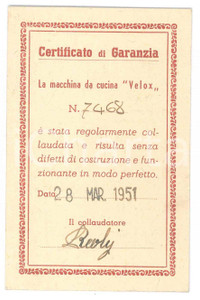 Certificato di Garanzia
La macchina da cucina "Velox„
N. 7468
é stata regolarmente col-
laudata e risulta senza
difetti di costruzione e fun-
zionante in modo perfetto.
Data 28 MAR 1951
Il collaudatore